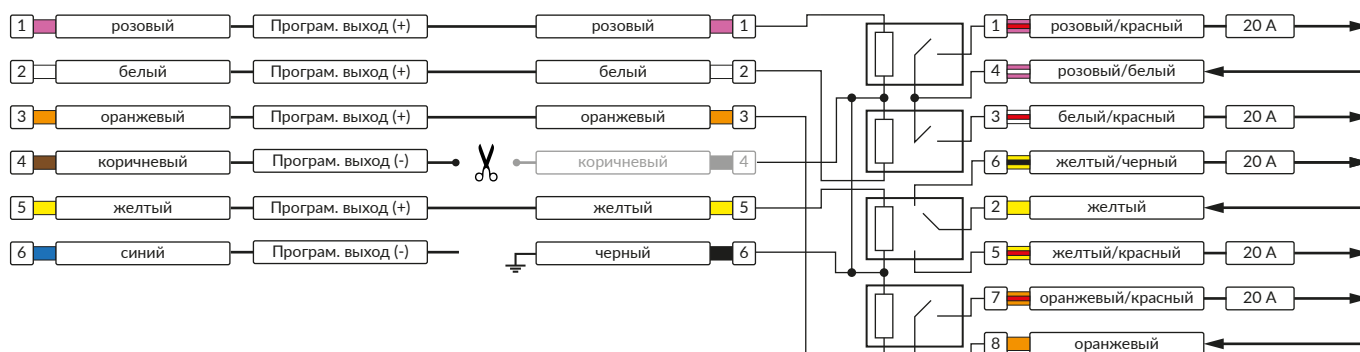 1 розовый Програм. выход (+) розовый 1 1 розовый/красный 20 A
2 белый Програм. выход (+) белый 2 4 розовый/белый
3 оранжевый Програм. выход (+) оранжевый 3 3 белый/красный 20 A
4 коричневый Програм. выход (-) коричневый 4 6 желтый/черный 20 A
5 желтый Програм. выход (+) желтый 5 2 желтый
6 синий Програм. выход (-) черный 6 5 желтый/красный 20 A
7 оранжевый/красный 20 A
8 оранжевый